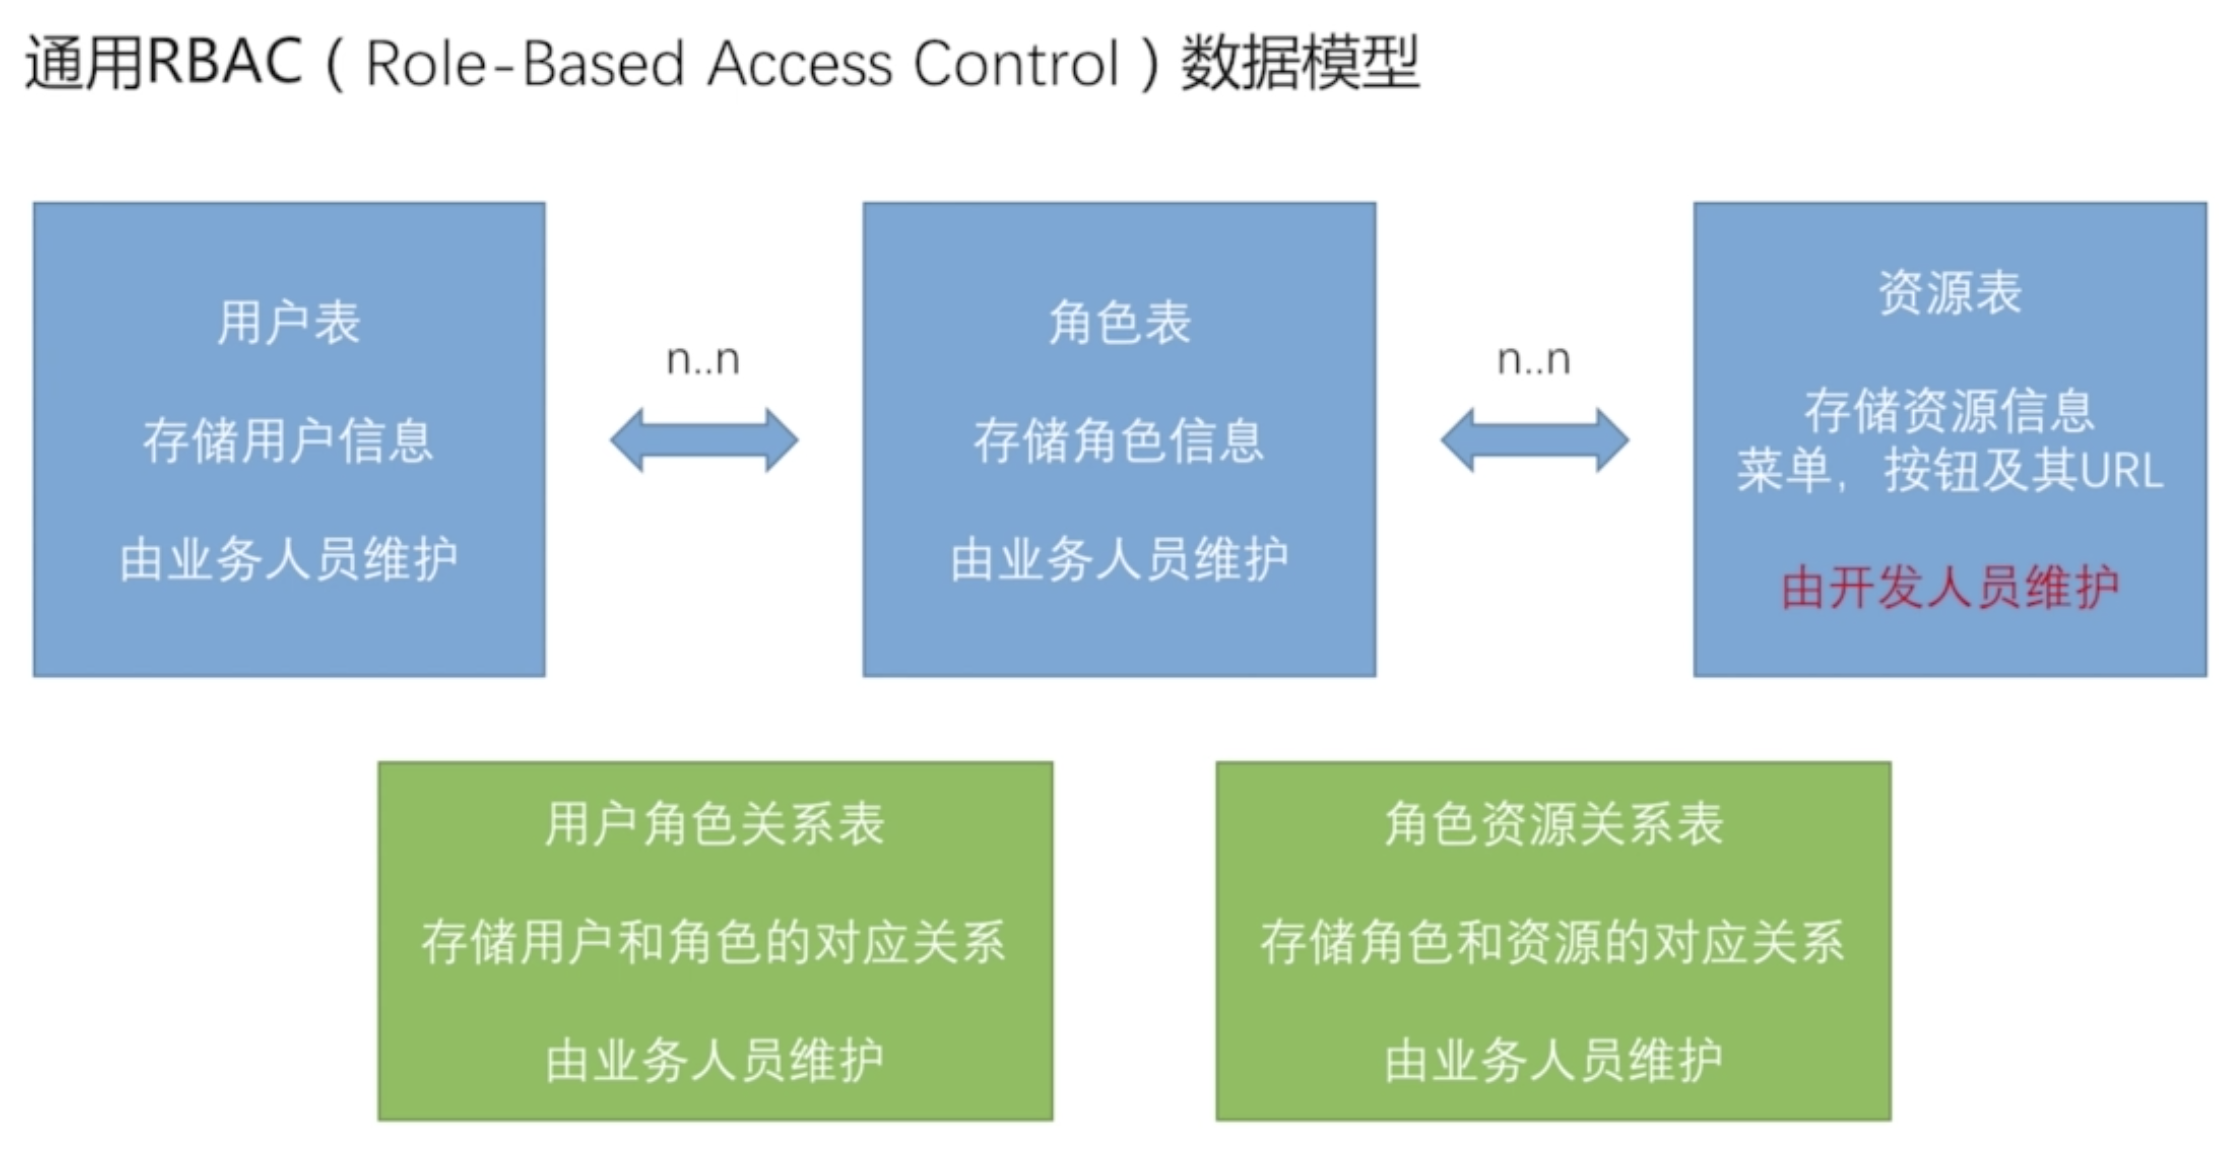 通用RBAC（Role-Based Access Control）数据模型
用户表
存储用户信息
由业务人员维护
n..n
角色表
存储角色信息
由业务人员维护
n..n
资源表
存储资源信息
菜单，按钮及其URL
由开发人员维护
用户角色关系表
存储用户和角色的对应关系
由业务人员维护
角色资源关系表
存储角色和资源的对应关系
由业务人员维护